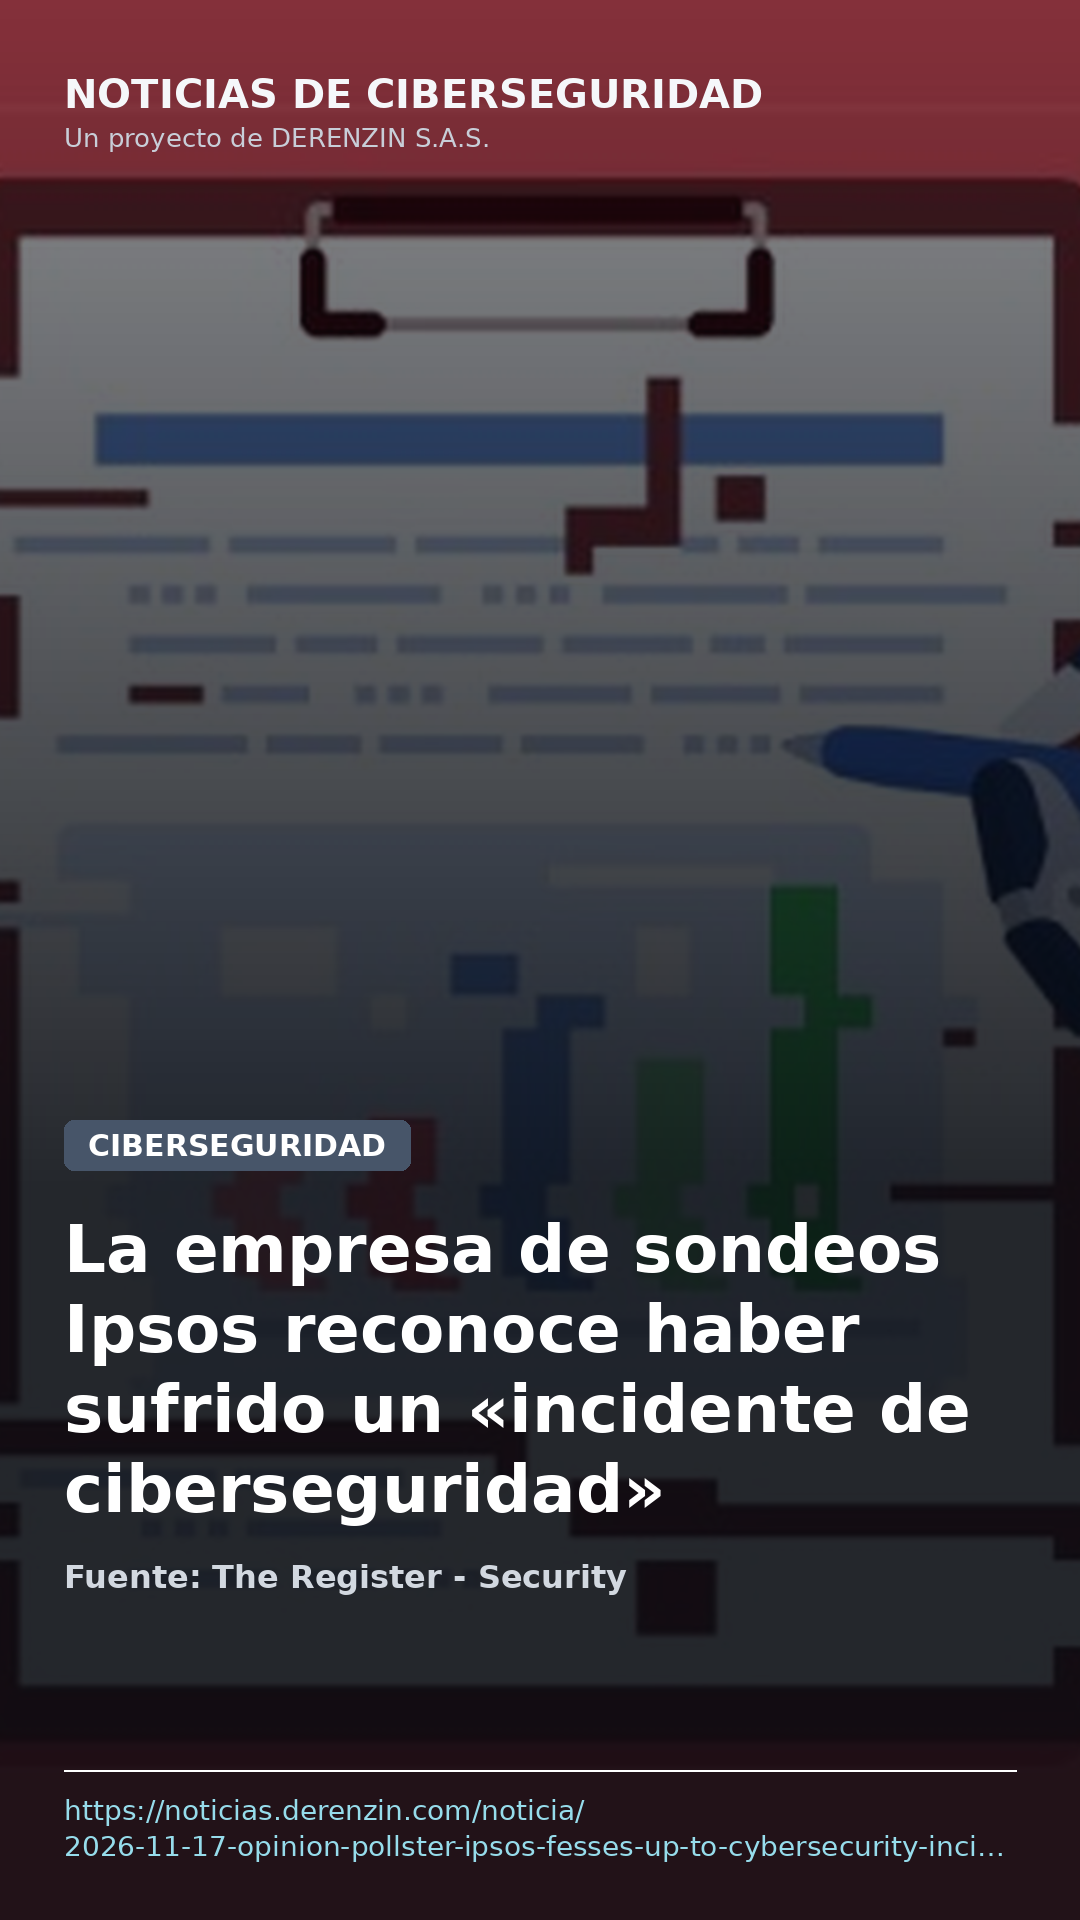 NOTICIAS DE CIBERSEGURIDAD
Un proyecto de DERENZIN S.A.S.
CIBERSEGURIDAD
La empresa de sondeos
Ipsos reconoce haber
sufrido un «incidente de
ciberseguridad»
Fuente: The Register - Security
https://noticias.derenzin.com/noticia/
2026-11-17-opinion-pollster-ipsos-fesses-up-to-cybersecurity-inci…